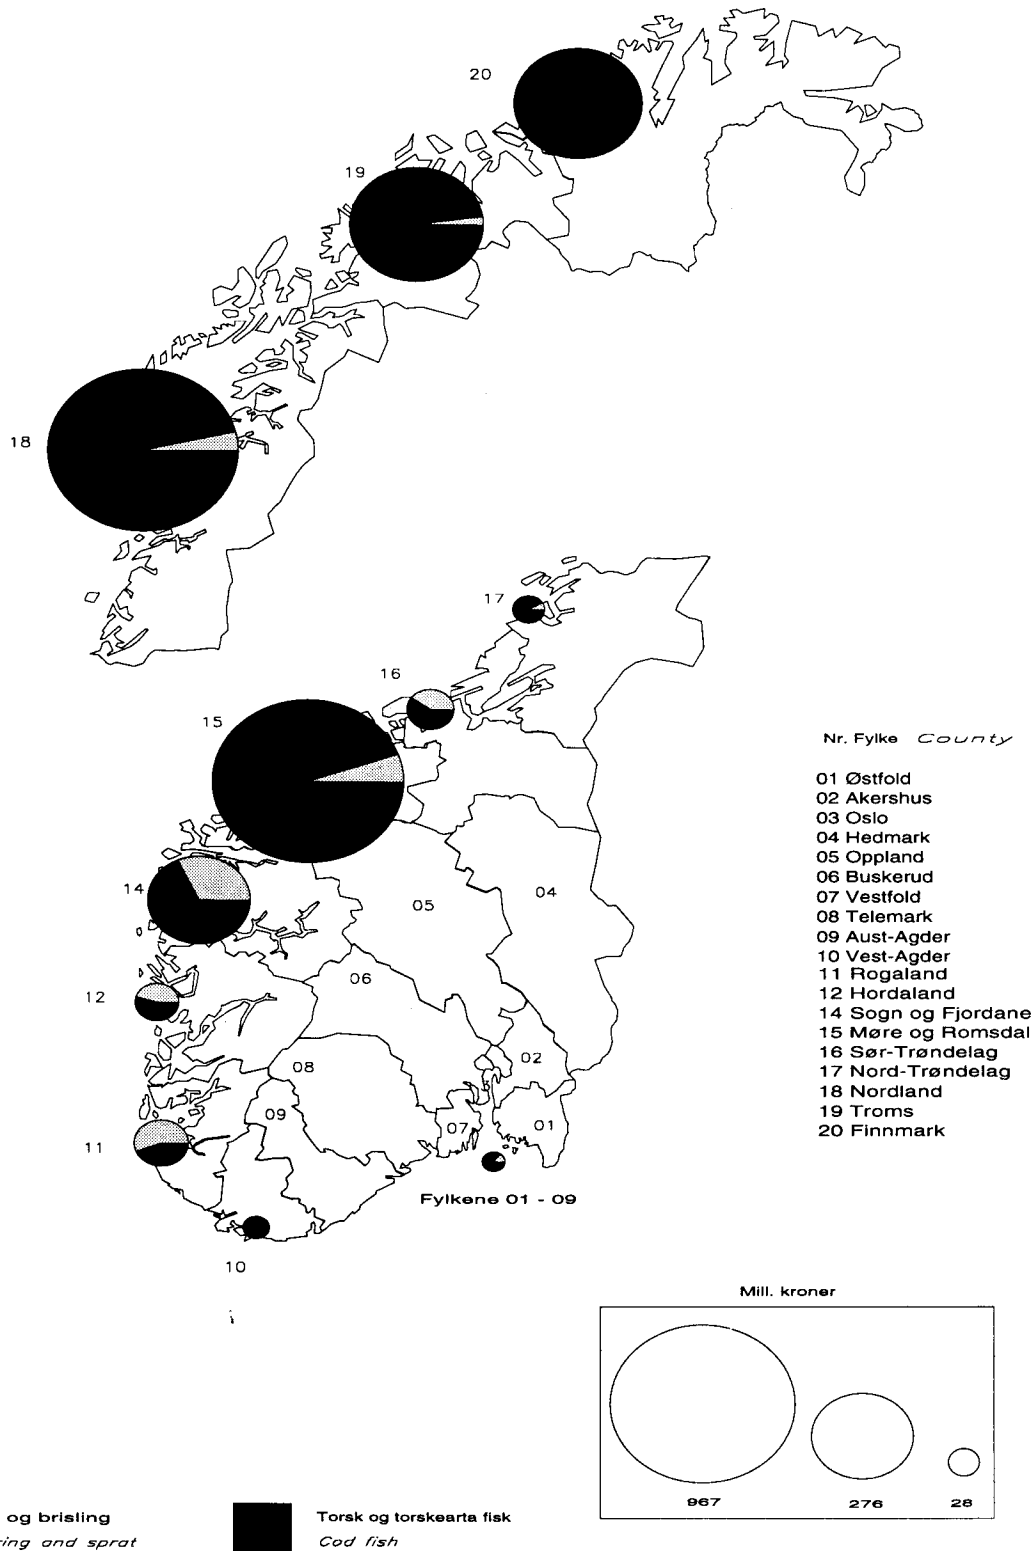 20
19
18
17
16
15
Nr. Fylke County
01 Østfold
02 Akershus
03 Oslo
04 Hedmark
05 Oppland
06 Buskerud
07 Vestfold
08 Telemark
09 Aust-Agder
10 Vest-Agder
11 Rogaland
12 Hordaland
14 Sogn og Fjordane
15 Møre og Romsdal
16 Sør-Trøndelag
17 Nord-Trøndelag
18 Nordland
19 Troms
20 Finnmark
14
04
05
06
12
02
08
09
07
01
11
Fylkene 01 - 09
10
Mill. kroner
967 276 28
og brisling
ring and sprat
Torsk og torskearta fisk
Cod fish